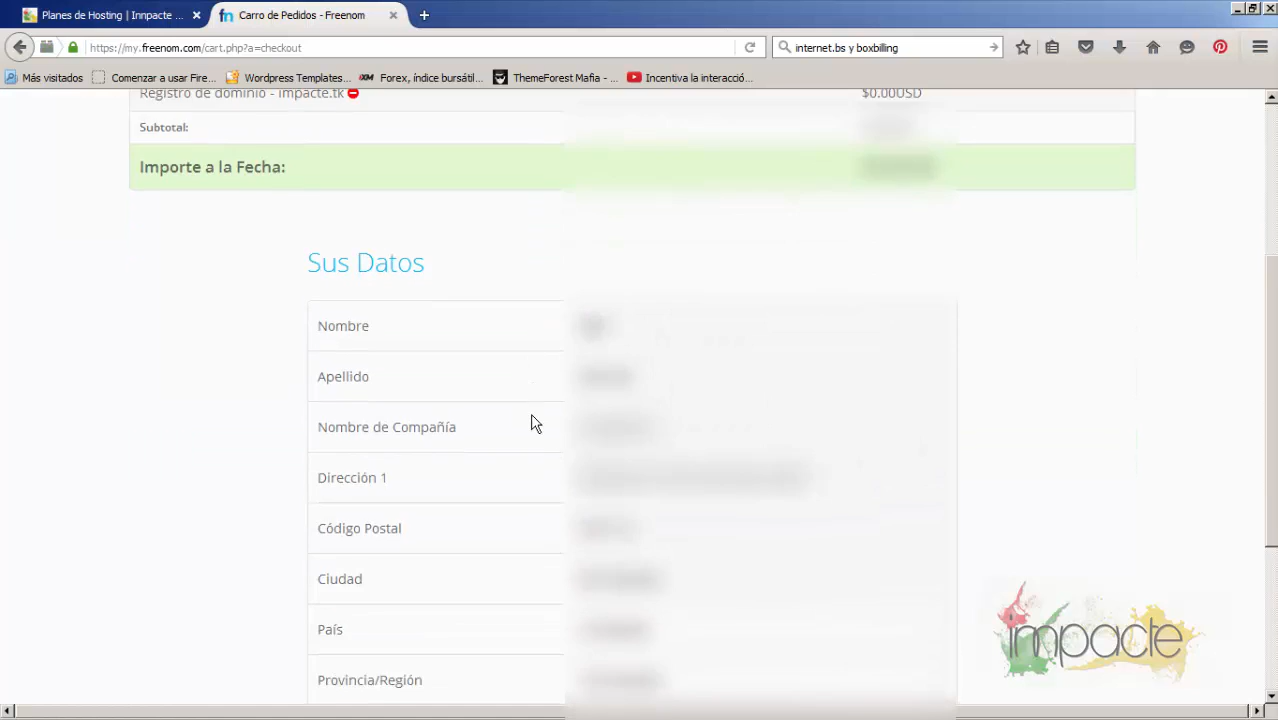 Planes de Hosting | Innpacte ...
Carro de Pedidos - Freenom
https://my.freenom.com/cart.php?a=checkout
internet.bs y boxbilling
Más visitados
Comenzar a usar Fire...
Wordpress Templates...
Forex, índice bursátil...
ThemeForest Mafia - ...
Incentiva la interacció...
Registro de dominio - impacte.tk
$0.00USD
Subtotal:
Importe a la Fecha:
Sus Datos
Nombre
Apellido
Nombre de Compañía
Dirección 1
Código Postal
Ciudad
País
Provincia/Región
innpacte